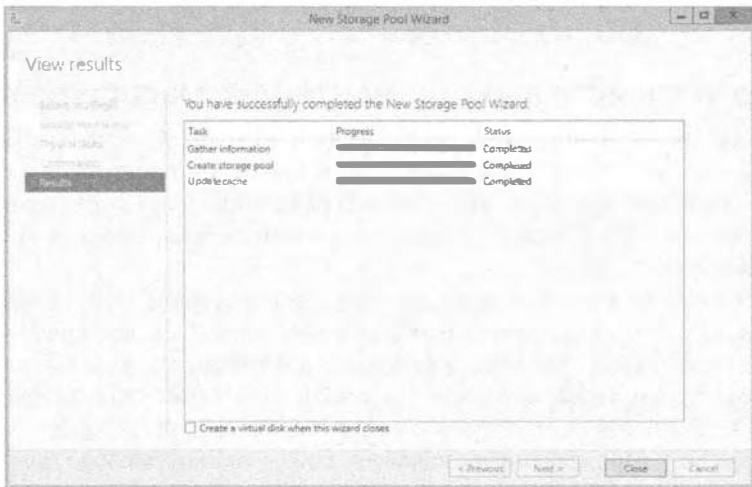 New Storage Pool Wizard
View results
You have successfully completed the New Storage Pool Wizard.
Task Progress Status
Gather information Completed
Create storage pool Completed
Update cache Completed
Results
Create a virtual disk when this wizard closes
< Previous Next > Close Cancel